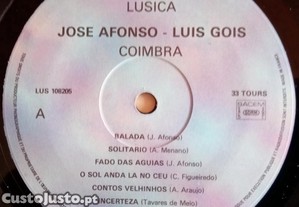 LUSICA
JOSE AFONSO - LUIS GOIS
COIMBRA
LUS 106205
33 TOURS
A
SACEM
BALADA (J. Afonso)
SOLITARIO (A. Menano)
FADO DAS AGUIAS (J. Afonso)
O SOL ANDA LA NO CEU (C. Figueiredo)
CONTOS VELHINHOS (A. Araujo)
INCERTEZA (Tavares de Melo)
CustoJusto.pt